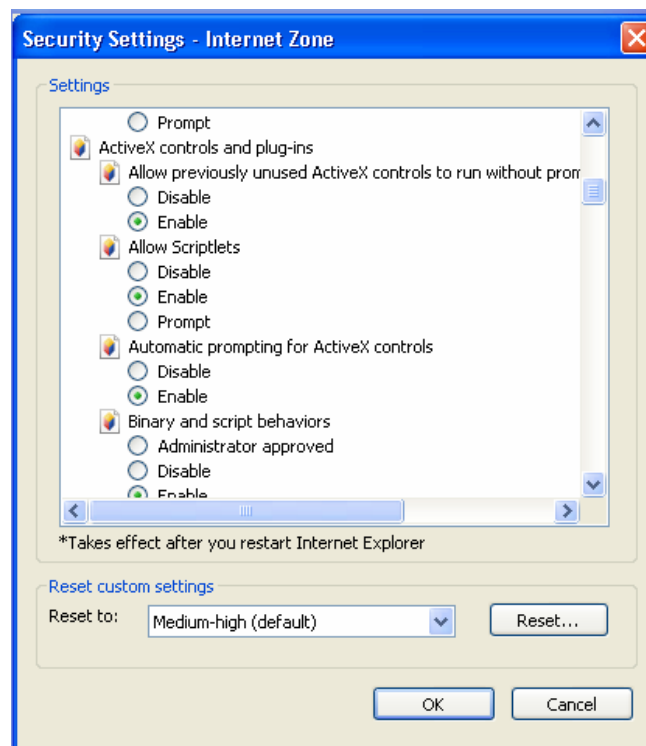 Security Settings - Internet Zone
Settings
Prompt
ActiveX controls and plug-ins
Allow previously unused ActiveX controls to run without prom
Disable
Enable
Allow Scriptlets
Disable
Enable
Prompt
Automatic prompting for ActiveX controls
Disable
Enable
Binary and script behaviors
Administrator approved
Disable
Enable
*Takes effect after you restart Internet Explorer
Reset custom settings
Reset to: Medium-high (default) Reset...
OK Cancel